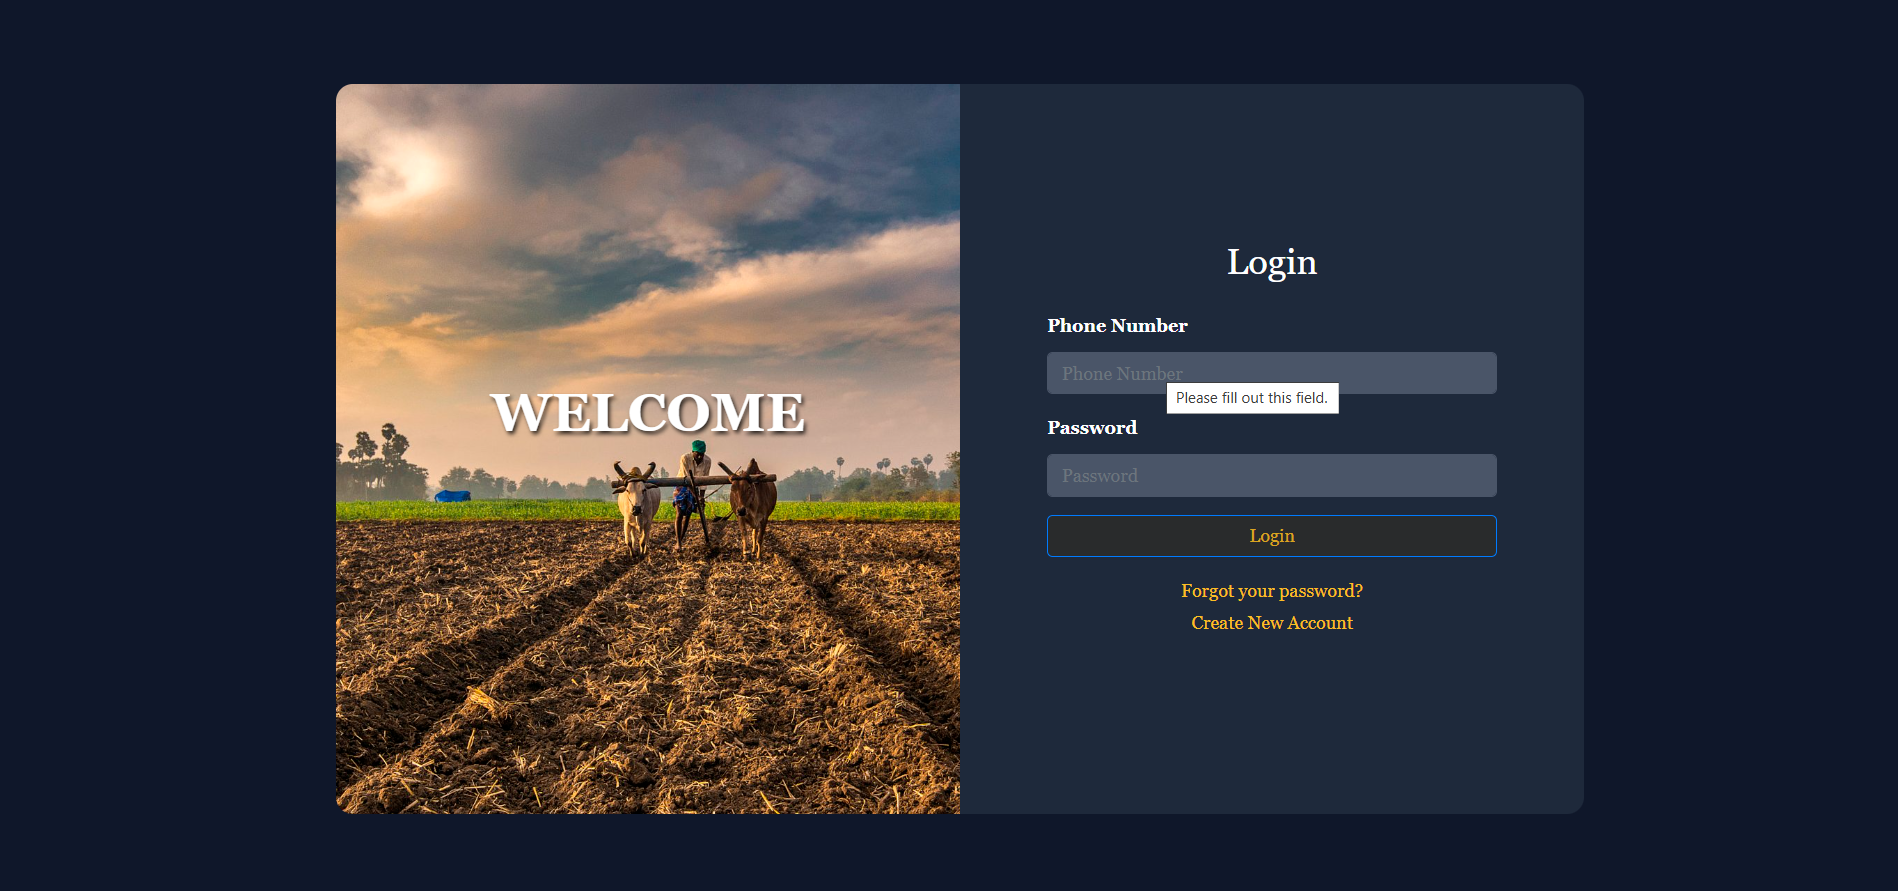 WELCOME
Login
Phone Number
Phone Number
Please fill out this field.
Password
Password
Login
Forgot your password?
Create New Account